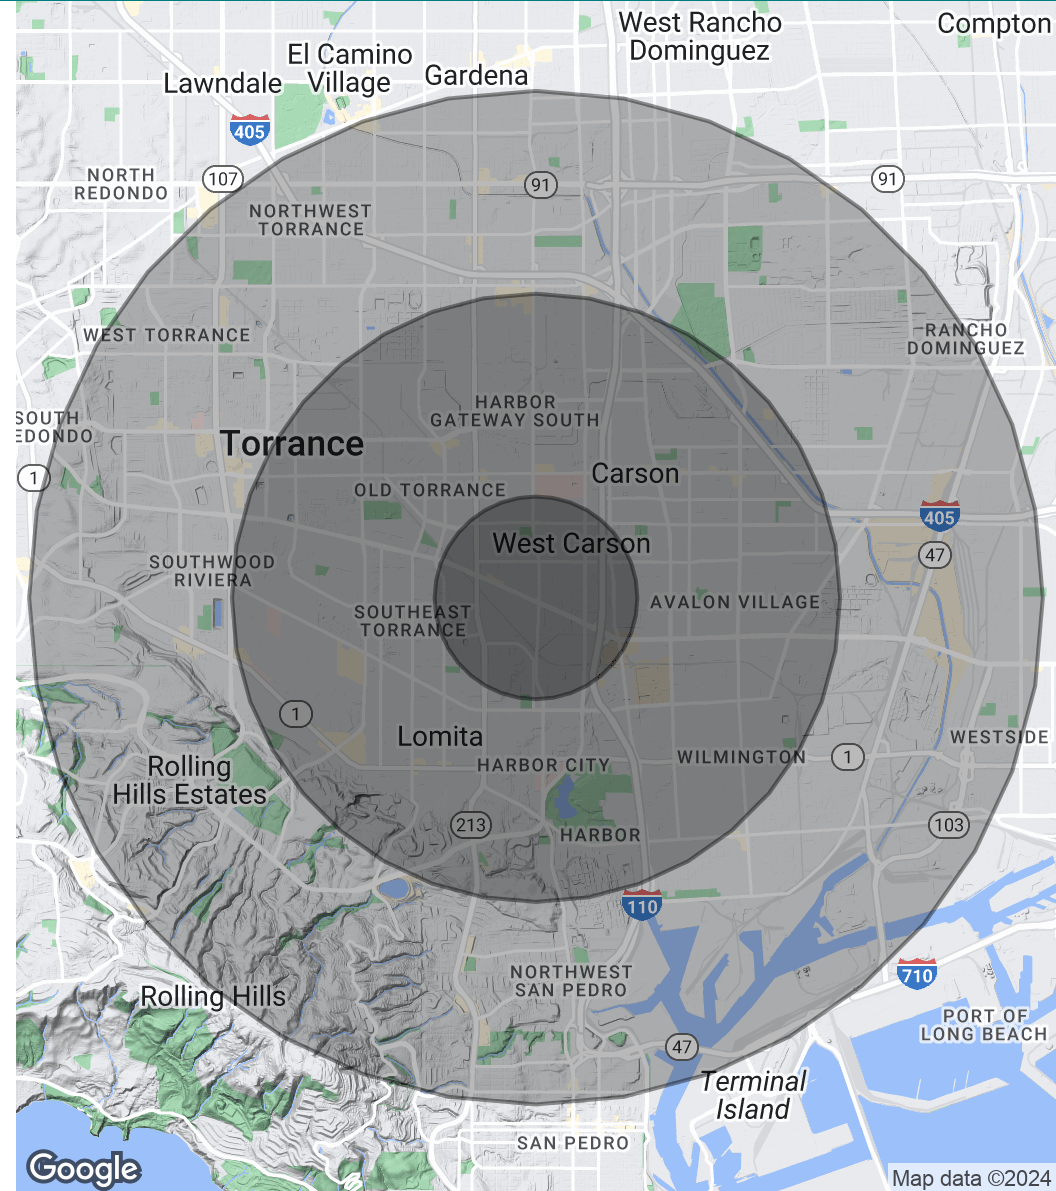 West Rancho
Dominguez
Compton
El Camino
Village
Gardena
Lawndale
405
107
91
91
NORTH
REDONDO
NORTHWEST
TORRANCE
WEST TORRANCE
RANCHO
DOMINGUEZ
HARBOR
GATEWAY SOUTH
SOUTH
EDONDO
Torrance
1
Carson
OLD TORRANCE
405
West Carson
47
SOUTHWOOD
RIVIERA
SOUTHEAST
TORRANCE
AVALON VILLAGE
1
Lomita
WESTSIDE
HARBOR CITY
WILMINGTON
1
Rolling
Hills Estates
213
HARBOR
103
110
NORTHWEST
SAN PEDRO
710
Rolling Hills
PORT OF
LONG BEACH
47
Terminal
Island
SAN PEDRO
Google
Map data ©2024